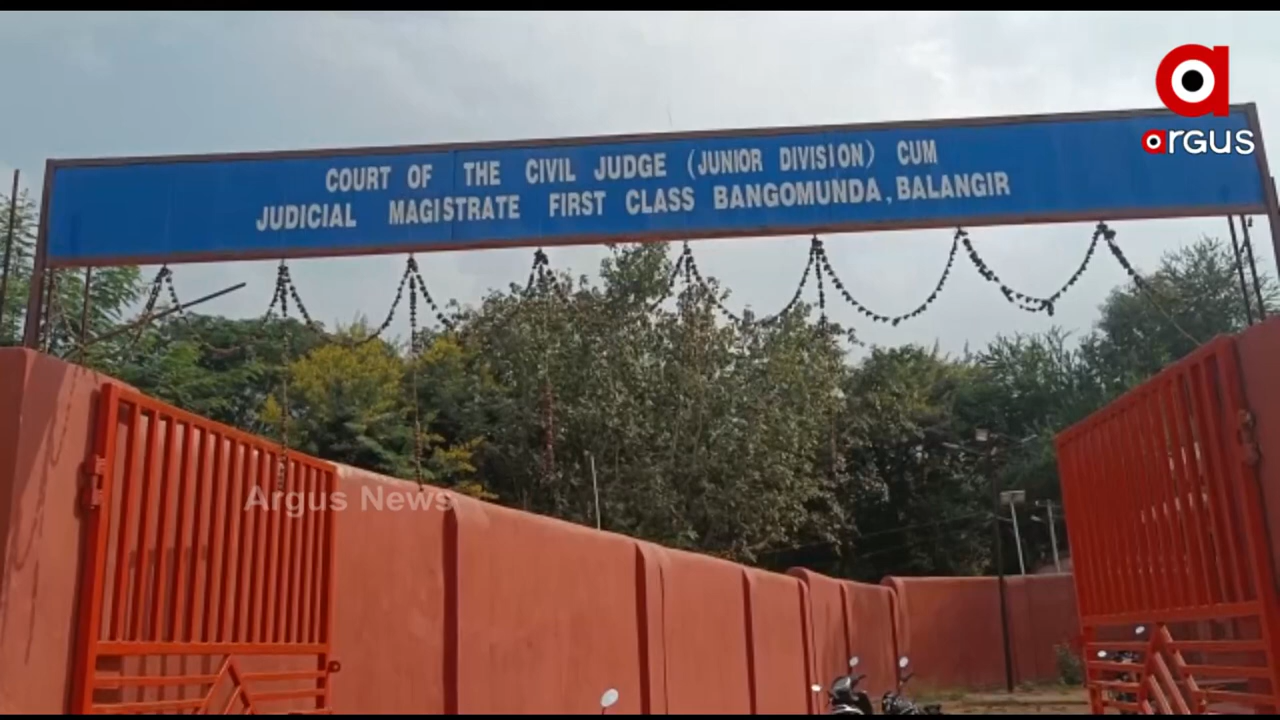 argus
COURT OF THE CIVIL JUDGE (JUNIOR DIVISION) CUM
JUDICIAL MAGISTRATE FIRST CLASS BANGOMUNDA, BALANGIR
Argus News